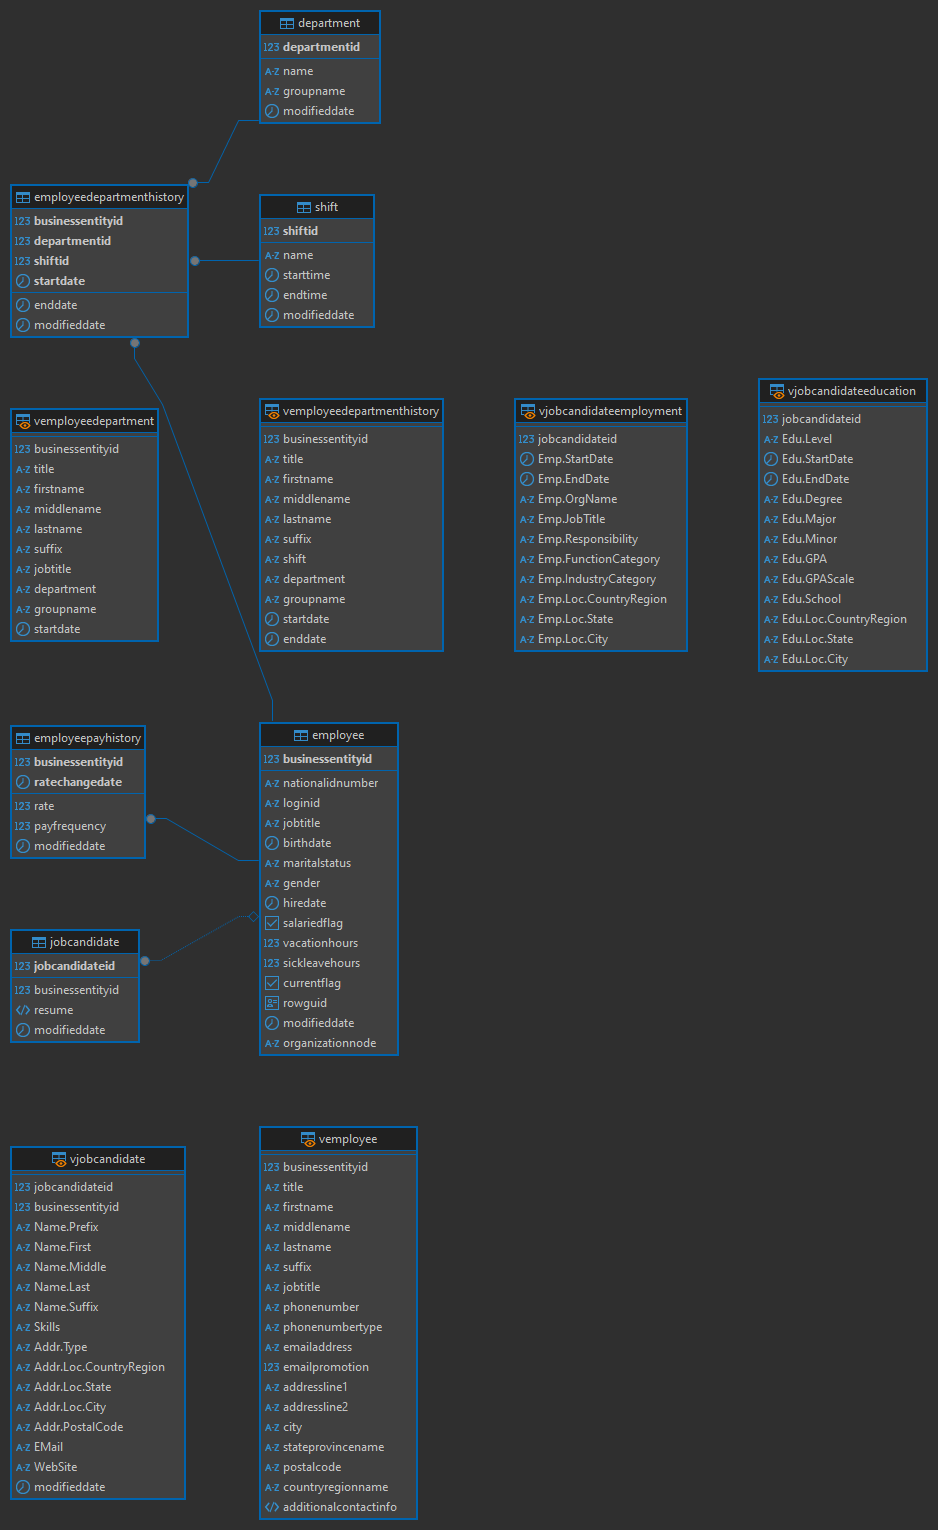 department
123 departmentid
A-Z name
A-Z groupname
modifieddate
employeedepartmenthistory
123 businessentityid
123 departmentid
123 shiftid
startdate
enddate
modifieddate
shift
123 shiftid
A-Z name
starttime
endtime
modifieddate
vemployeedepartment
123 businessentityid
A-Z title
A-Z firstname
A-Z middlename
A-Z lastname
A-Z suffix
A-Z jobtitle
A-Z department
A-Z groupname
startdate
vemployeedepartmenthistory
123 businessentityid
A-Z title
A-Z firstname
A-Z middlename
A-Z lastname
A-Z suffix
A-Z shift
A-Z department
A-Z groupname
startdate
enddate
vjobcandidateemployment
123 jobcandidateid
Emp.StartDate
Emp.EndDate
A-Z Emp.OrgName
A-Z Emp.JobTitle
A-Z Emp.Responsibility
A-Z Emp.FunctionCategory
A-Z Emp.IndustryCategory
A-Z Emp.Loc.CountryRegion
A-Z Emp.Loc.State
A-Z Emp.Loc.City
vjobcandidateeducation
123 jobcandidateid
A-Z Edu.Level
Edu.StartDate
Edu.EndDate
A-Z Edu.Degree
A-Z Edu.Major
A-Z Edu.Minor
A-Z Edu.GPA
A-Z Edu.GPAScale
A-Z Edu.School
A-Z Edu.Loc.CountryRegion
A-Z Edu.Loc.State
A-Z Edu.Loc.City
employeepayhistory
123 businessentityid
ratechangedate
123 rate
123 payfrequency
modifieddate
employee
123 businessentityid
A-Z nationalidnumber
A-Z loginid
A-Z jobtitle
birthdate
A-Z maritalstatus
A-Z gender
hiredate
salariedflag
123 vacationhours
123 sickleavehours
currentflag
rowguid
modifieddate
A-Z organizationnode
jobcandidate
123 jobcandidateid
123 businessentityid
</> resume
modifieddate
vjobcandidate
123 jobcandidateid
123 businessentityid
A-Z Name.Prefix
A-Z Name.First
A-Z Name.Middle
A-Z Name.Last
A-Z Name.Suffix
A-Z Skills
A-Z Addr.Type
A-Z Addr.Loc.CountryRegion
A-Z Addr.Loc.State
A-Z Addr.Loc.City
A-Z Addr.PostalCode
A-Z EMail
A-Z WebSite
modifieddate
vemployee
123 businessentityid
A-Z title
A-Z firstname
A-Z middlename
A-Z lastname
A-Z suffix
A-Z jobtitle
A-Z phonenumber
A-Z phonenumbertype
A-Z emailaddress
123 emailpromotion
A-Z addressline1
A-Z addressline2
A-Z city
A-Z stateprovincename
A-Z postalcode
A-Z countryregionname
</> additionalcontactinfo